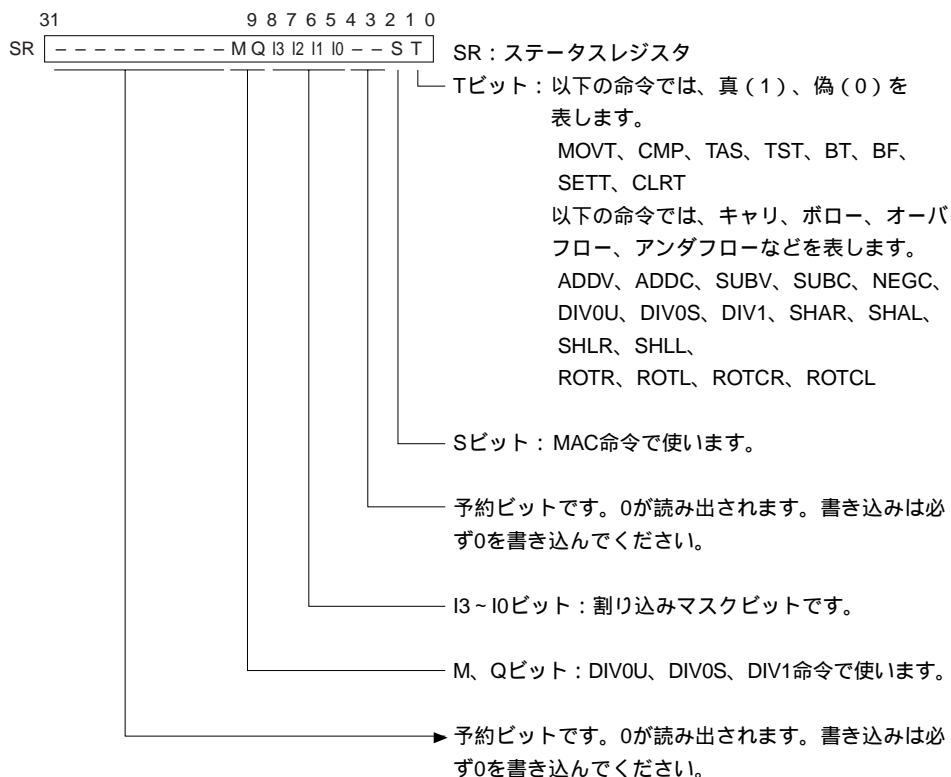 31 9 8 7 6 5 4 3 2 1 0
SR - - - - - - - - - M Q I3 I2 I1 I0 - - S T
SR：ステータスレジスタ
Tビット：以下の命令では、真（1）、偽（0）を
表します。
MOVT、CMP、TAS、TST、BT、BF、
SETT、CLRT
以下の命令では、キャリ、ボロー、オーバ
フロー、アンダフローなどを表します。
ADDV、ADDC、SUBV、SUBC、NEGC、
DIV0U、DIV0S、DIV1、SHAR、SHAL、
SHLR、SHLL、
ROTR、ROTL、ROTCR、ROTCL
Sビット：MAC命令で使います。
予約ビットです。0が読み出されます。書き込みは必
ず0を書き込んでください。
I3～I0ビット：割り込みマスクビットです。
M、Qビット：DIV0U、DIV0S、DIV1命令で使います。
予約ビットです。0が読み出されます。書き込みは必
ず0を書き込んでください。